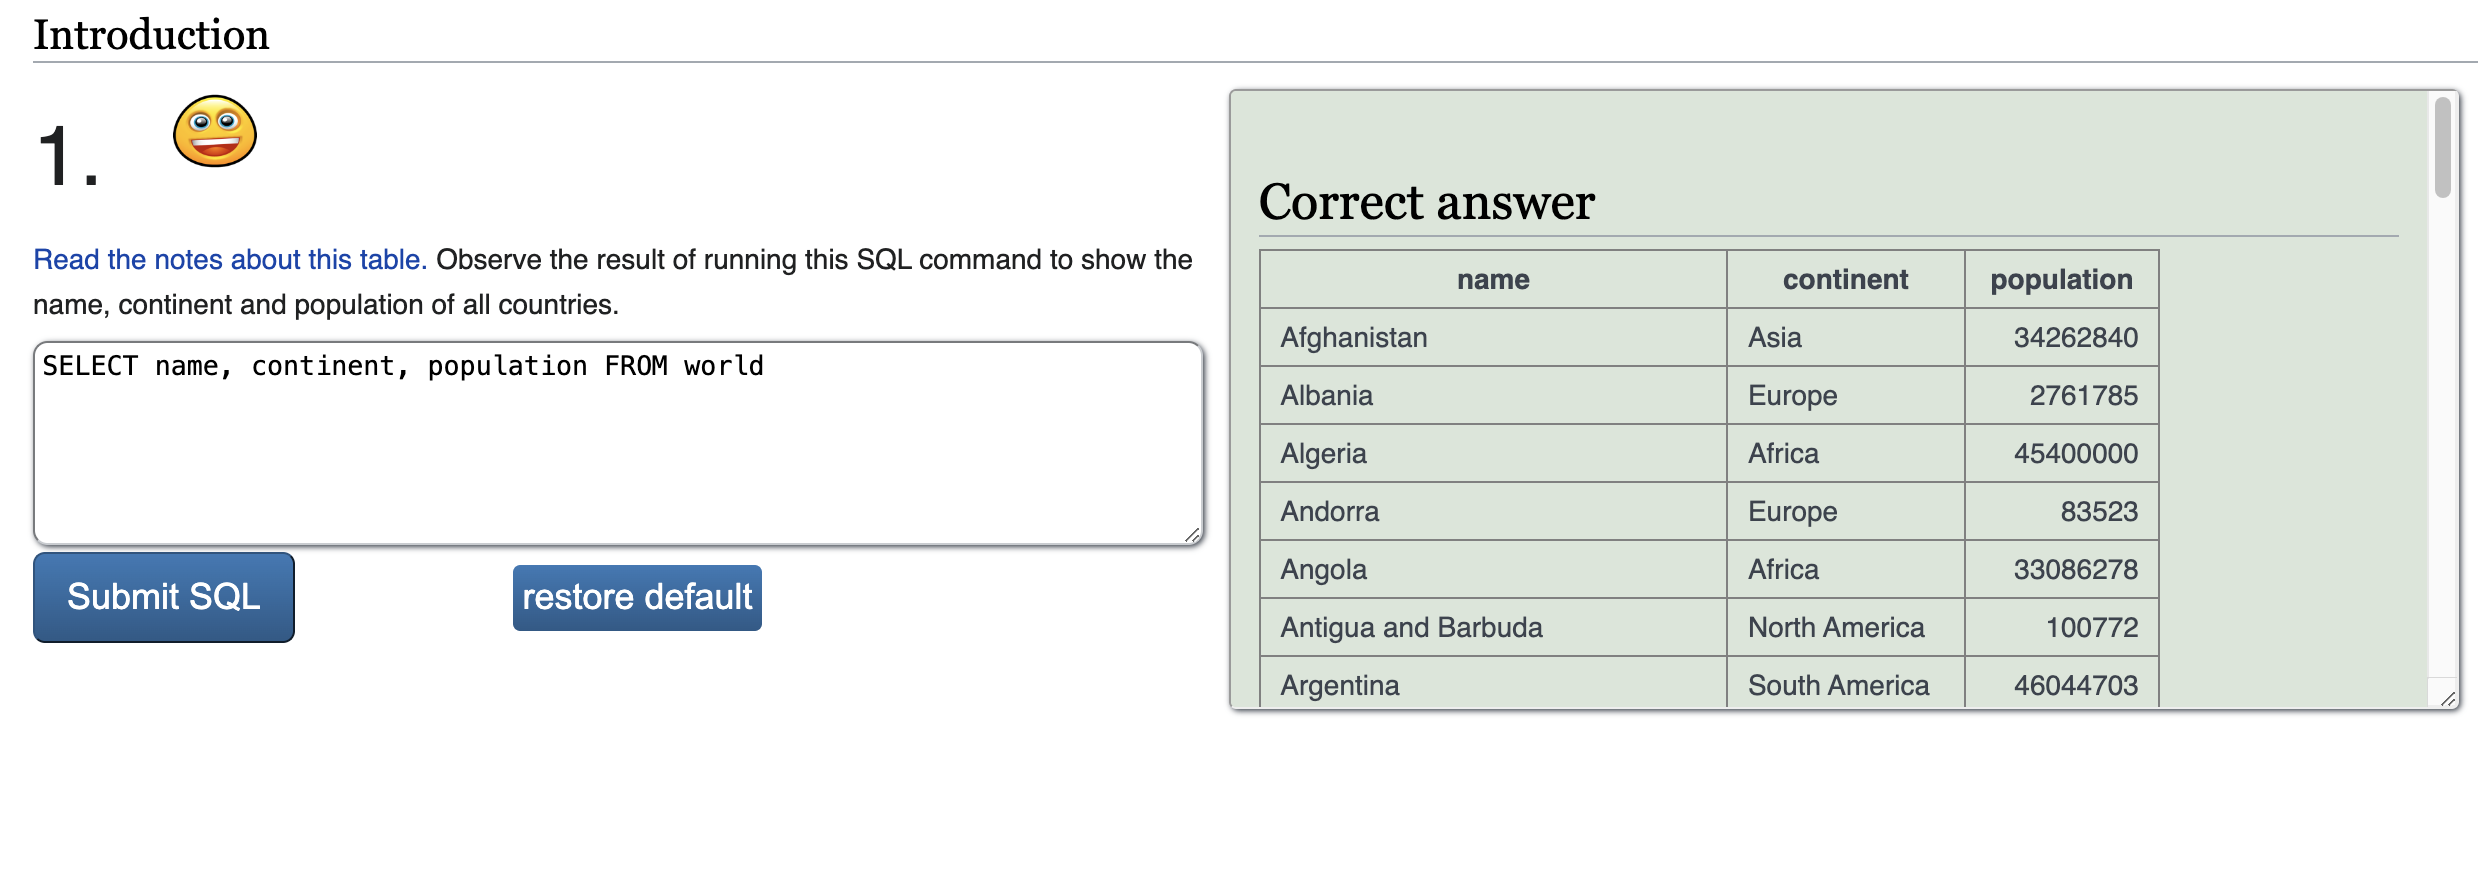 Introduction
1.
Read the notes about this table. Observe the result of running this SQL command to show the
name, continent and population of all countries.
SELECT name, continent, population FROM world
Submit SQL restore default
Correct answer
name continent population
Afghanistan Asia 34262840
Albania Europe 2761785
Algeria Africa 45400000
Andorra Europe 83523
Angola Africa 33086278
Antigua and Barbuda North America 100772
Argentina South America 46044703